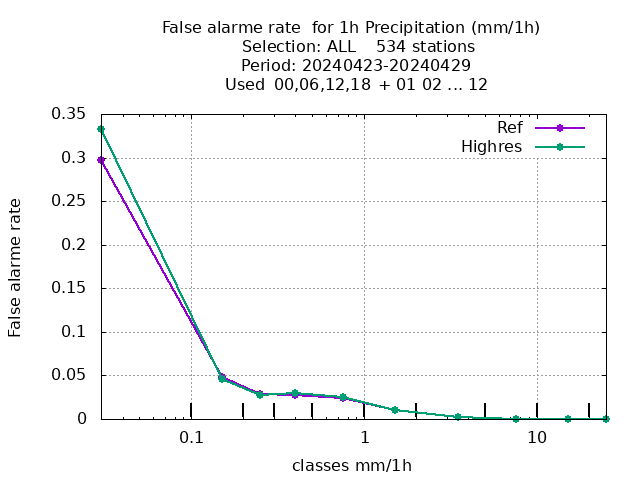 False alarme rate  for 1h Precipitation (mm/1h)
Selection: ALL    534 stations
Period: 20240423-20240429
Used  00,06,12,18 + 01 02 ... 12
Ref
Highres
False alarme rate
0.35
0.3
0.25
0.2
0.15
0.1
0.05
0
0.1 1 10
classes mm/1h